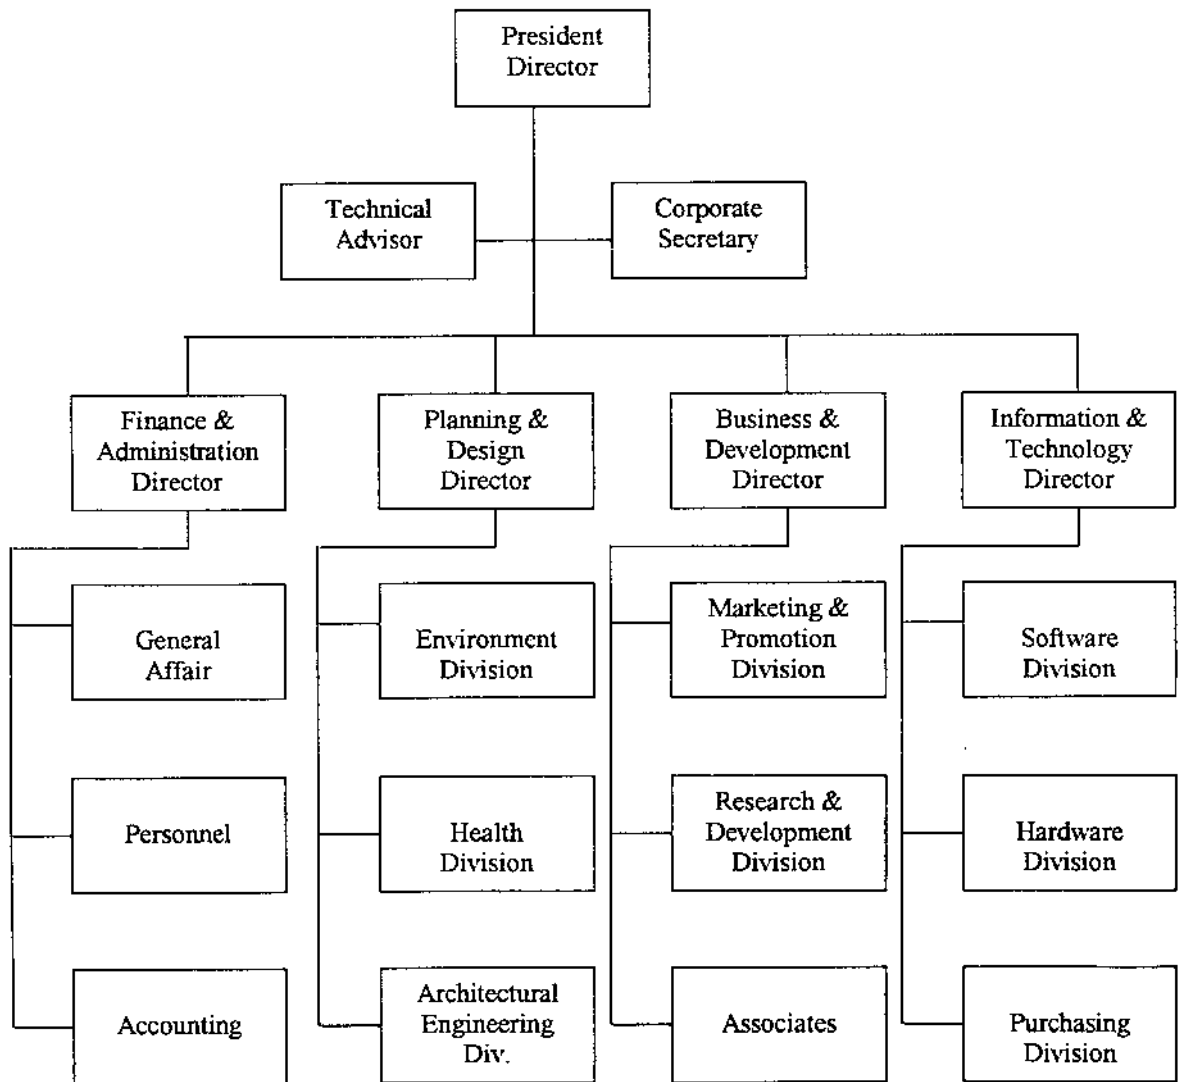 President
Director
Technical
Advisor
Corporate
Secretary
Finance &
Administration
Director
Planning &
Design
Director
Business &
Development
Director
Information &
Technology
Director
General
Affair
Environment
Division
Marketing &
Promotion
Division
Software
Division
Personnel
Health
Division
Research &
Development
Division
Hardware
Division
Accounting
Architectural
Engineering
Div.
Associates
Purchasing
Division